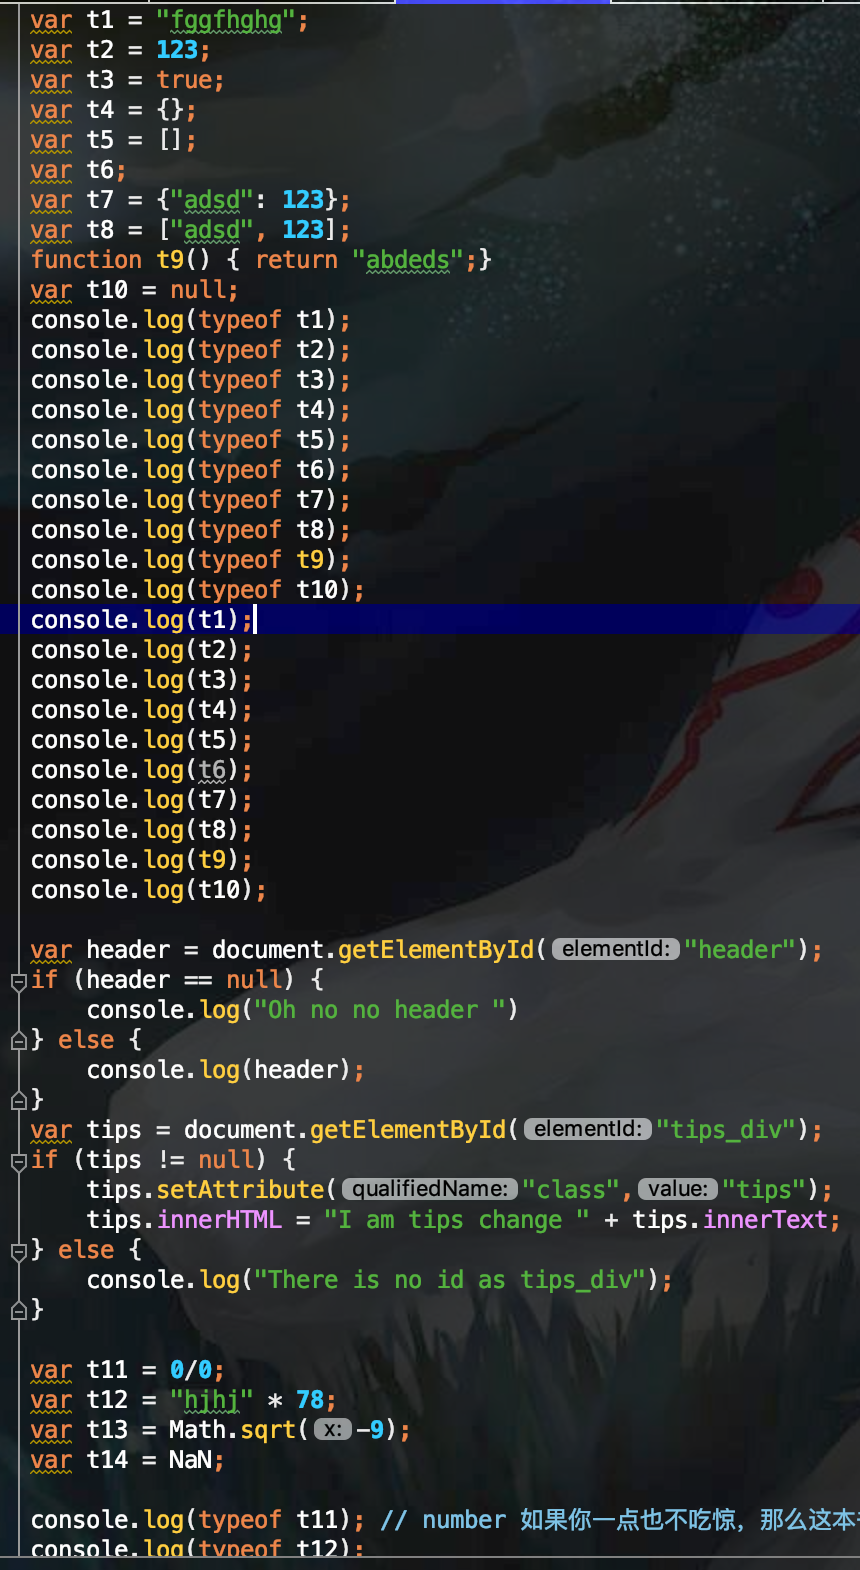 var t1 = "fggfhghg";
var t2 = 123;
var t3 = true;
var t4 = {};
var t5 = [];
var t6;
var t7 = {"adsd": 123};
var t8 = ["adsd", 123];
function t9() { return "abdeds";}
var t10 = null;
console.log(typeof t1);
console.log(typeof t2);
console.log(typeof t3);
console.log(typeof t4);
console.log(typeof t5);
console.log(typeof t6);
console.log(typeof t7);
console.log(typeof t8);
console.log(typeof t9);
console.log(typeof t10);
console.log(t1);
console.log(t2);
console.log(t3);
console.log(t4);
console.log(t5);
console.log(t6);
console.log(t7);
console.log(t8);
console.log(t9);
console.log(t10);
var header = document.getElementById( elementId: "header");
if (header == null) {
    console.log("Oh no no header ")
} else {
    console.log(header);
}
var tips = document.getElementById( elementId: "tips_div");
if (tips != null) {
    tips.setAttribute( qualifiedName: "class", value: "tips");
    tips.innerHTML = "I am tips change " + tips.innerText;
} else {
    console.log("There is no id as tips_div");
}
var t11 = 0/0;
var t12 = "hjhj" * 78;
var t13 = Math.sqrt( x: -9);
var t14 = NaN;
console.log(typeof t11); // number 如果你一点也不吃惊，那么这本
console.log(typeof t12);